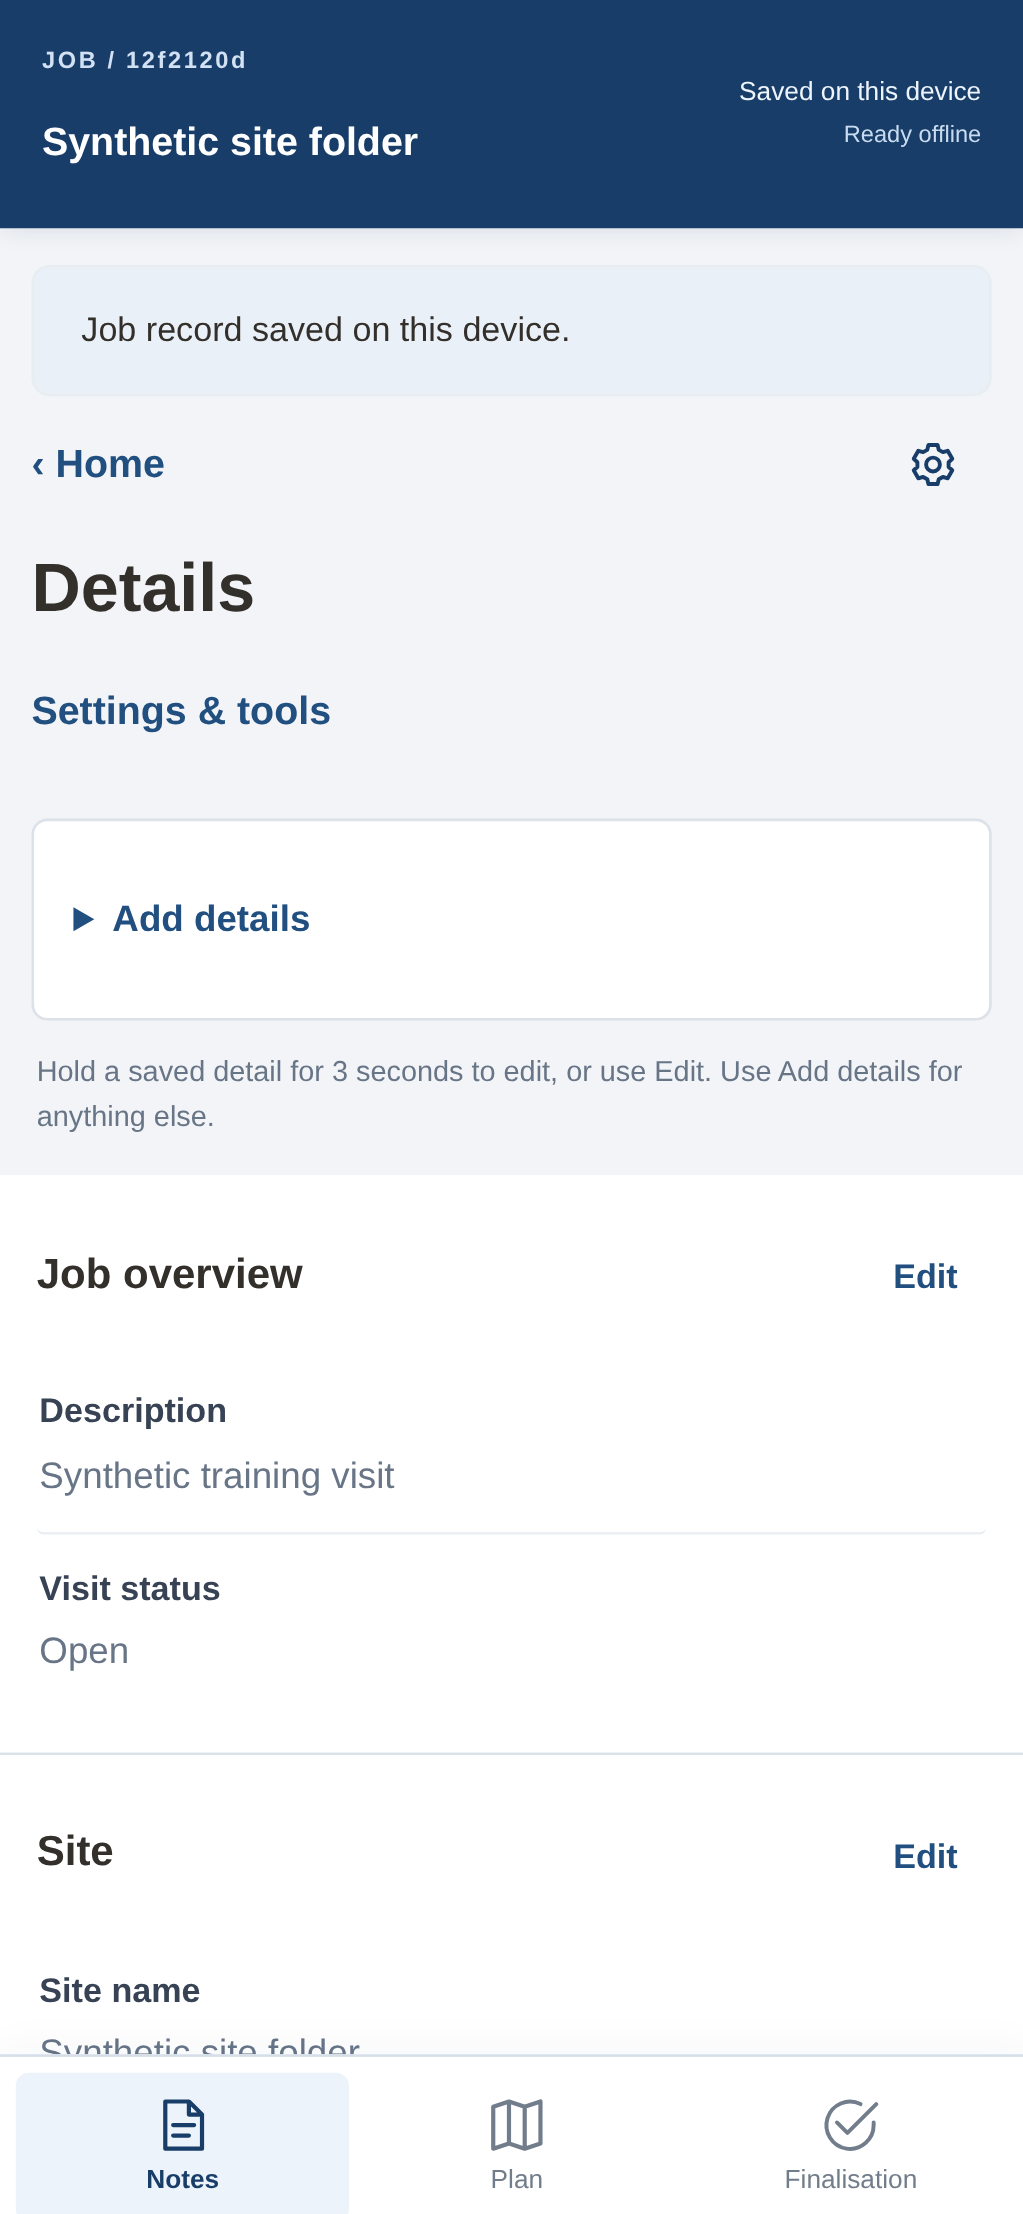 JOB / 12f2120d
Synthetic site folder
Saved on this device
Ready offline
Job record saved on this device.
‹ Home
Details
Settings & tools
Add details
Hold a saved detail for 3 seconds to edit, or use Edit. Use Add details for
anything else.
Job overview
Edit
Description
Synthetic training visit
Visit status
Open
Site
Edit
Site name
Synthetic site folder
Notes
Plan
Finalisation